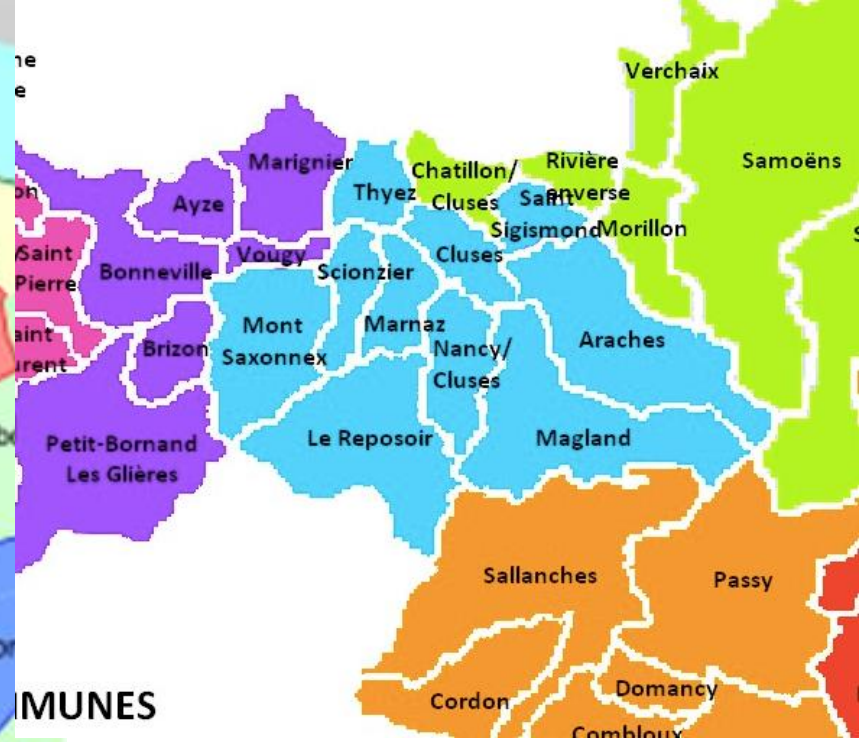 Verchaix
Marignier
Chatillon/
Cluses
Rivière
enverse
Samoëns
Thyez
Ayze
Saint
Sigismond
Morillon
Saint
Pierre
Bonneville
Vougy
Scionzier
Cluses
Mont
Saxonnex
Marnaz
Brizon
Nancy/
Cluses
Araches
Petit-Bornand
Les Glières
Le Reposoir
Magland
Sallanches
Passy
Cordon
Domancy
Combloux